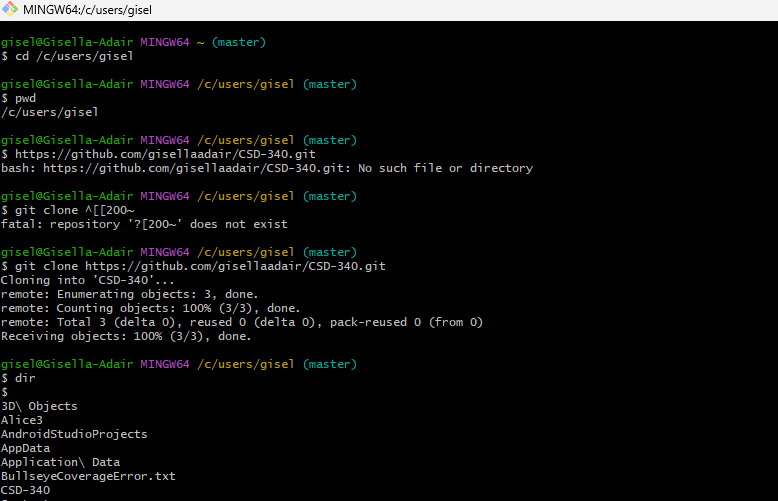 MINGW64:/c/users/gisel
gisel@Gisella-Adair MINGW64 ~ (master)
$ cd /c/users/gisel
gisel@Gisella-Adair MINGW64 /c/users/gisel (master)
$ pwd
/c/users/gisel
gisel@Gisella-Adair MINGW64 /c/users/gisel (master)
$ https://github.com/gisellaadair/CSD-340.git
bash: https://github.com/gisellaadair/CSD-340.git: No such file or directory
gisel@Gisella-Adair MINGW64 /c/users/gisel (master)
$ git clone ^[[200~
fatal: repository '?[200~' does not exist
gisel@Gisella-Adair MINGW64 /c/users/gisel (master)
$ git clone https://github.com/gisellaadair/CSD-340.git
Cloning into 'CSD-340'...
remote: Enumerating objects: 3, done.
remote: Counting objects: 100% (3/3), done.
remote: Total 3 (delta 0), reused 0 (delta 0), pack-reused 0 (from 0)
Receiving objects: 100% (3/3), done.
gisel@Gisella-Adair MINGW64 /c/users/gisel (master)
$ dir
$
3D\ Objects
Alice3
AndroidStudioProjects
AppData
Application\ Data
BullseyeCoverageError.txt
CSD-340